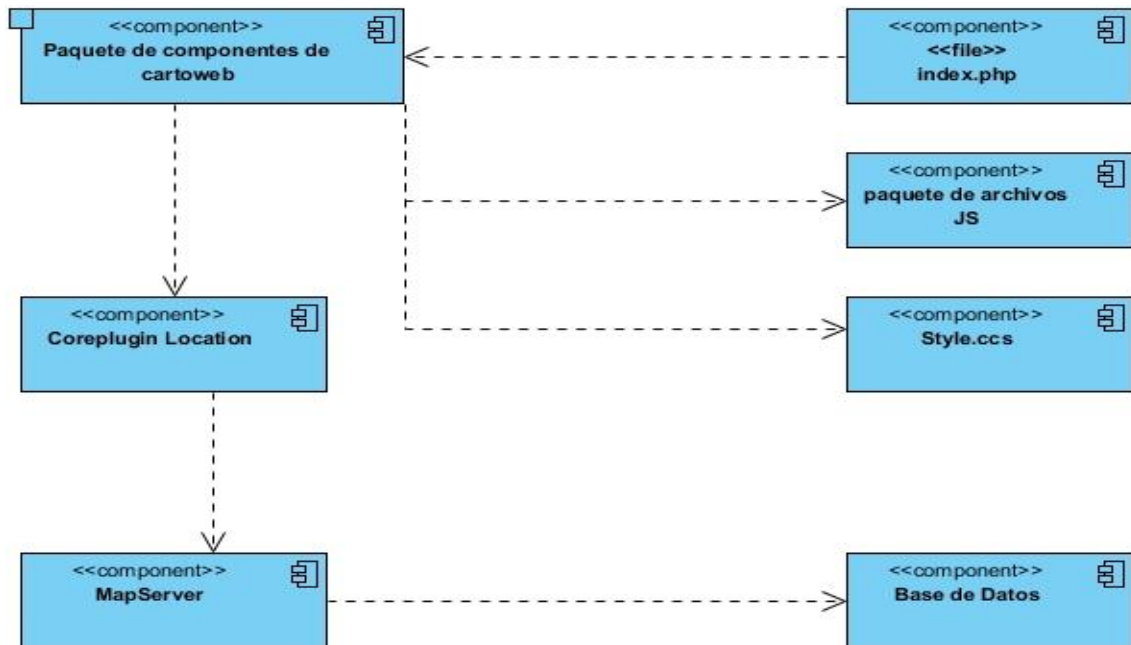 <<component>>
Paquete de componentes de
cartoweb
<<component>>
<<file>>
index.php
<<component>>
paquete de archivos
JS
<<component>>
Coreplugin Location
<<component>>
Style.ccs
<<component>>
MapServer
<<component>>
Base de Datos